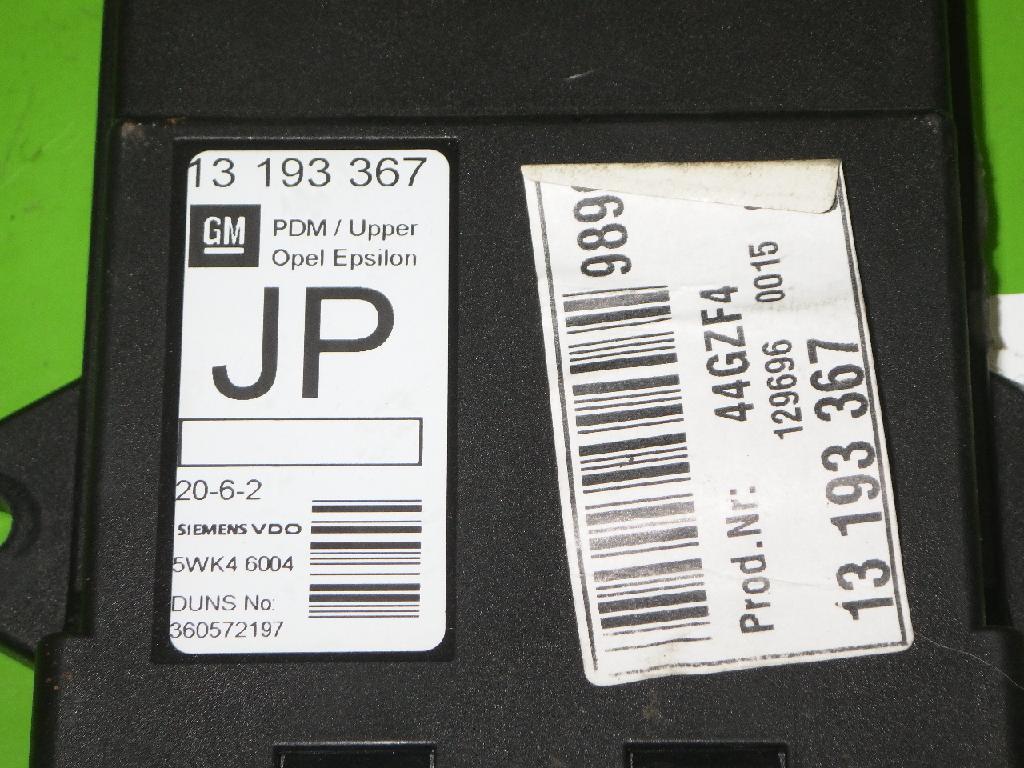 13 193 367
GM
PDM / Upper
Opel Epsilon
JP
20-6-2
SIEMENS VDO
5WK4 6004
DUNS No:
360572197
989
Prod.Nr: 44GZF4
129696 0015
13 193 367